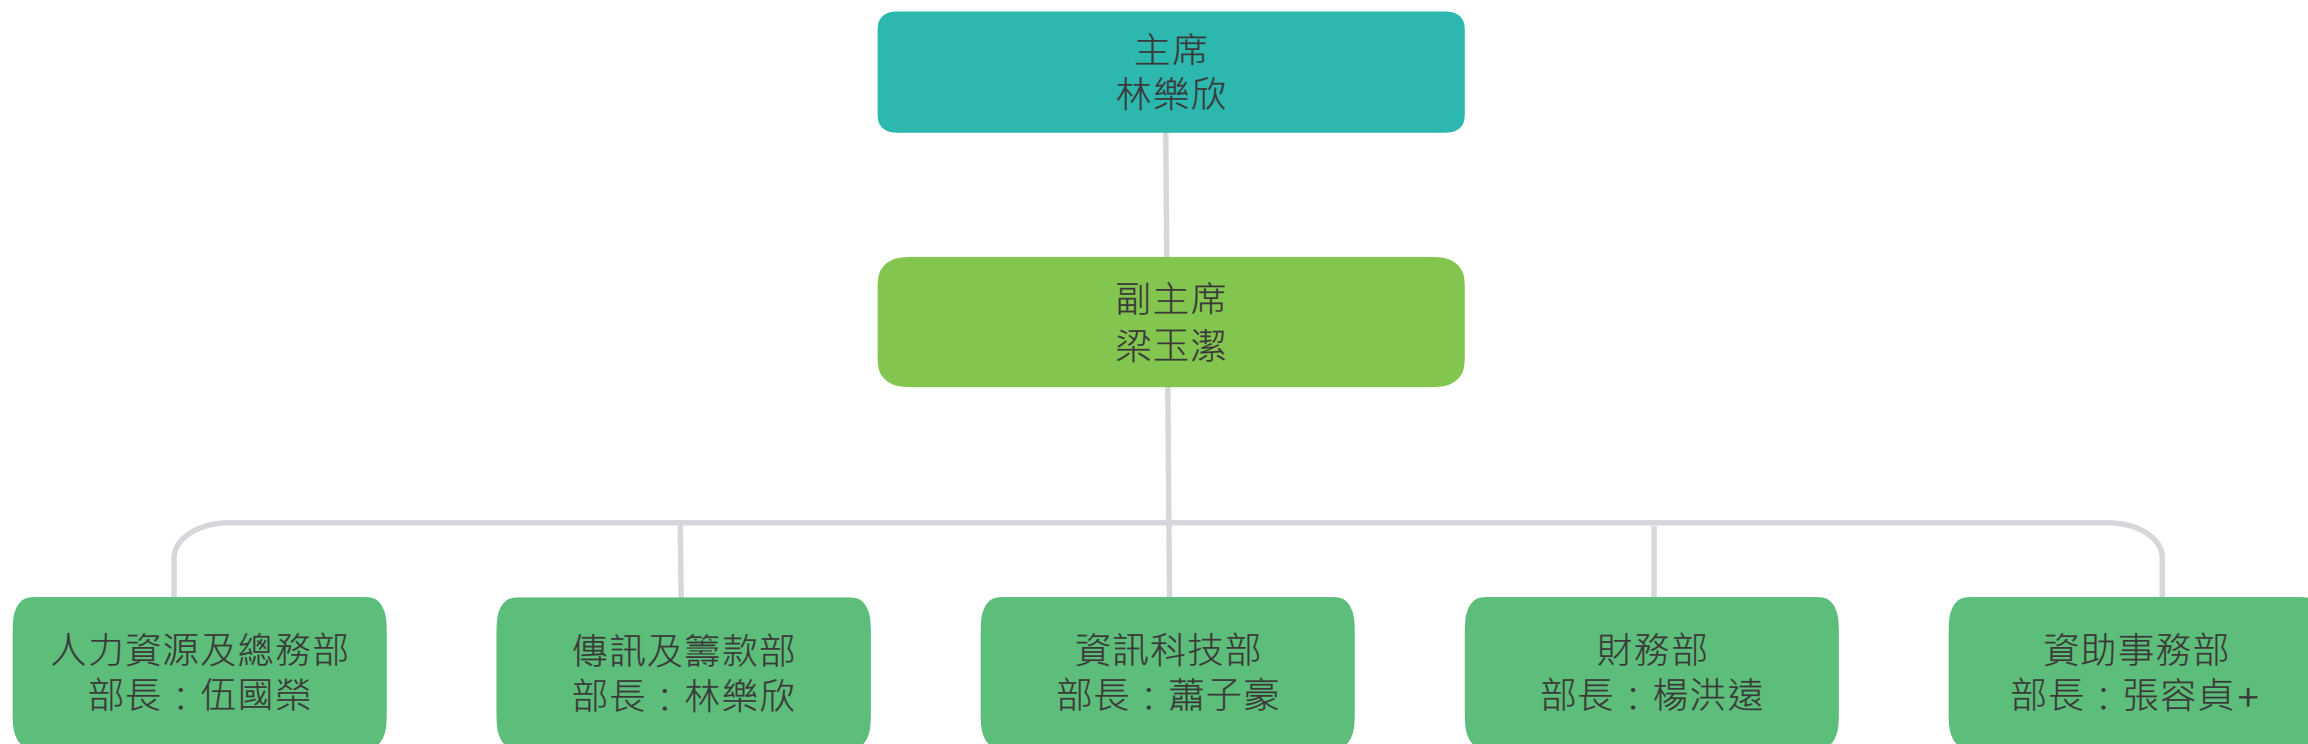 主席
林樂欣
副主席
梁玉潔
人力資源及總務部
部長：伍國榮
傳訊及籌款部
部長：林樂欣
資訊科技部
部長：蕭子豪
財務部
部長：楊洪遠
資助事務部
部長：張容貞+